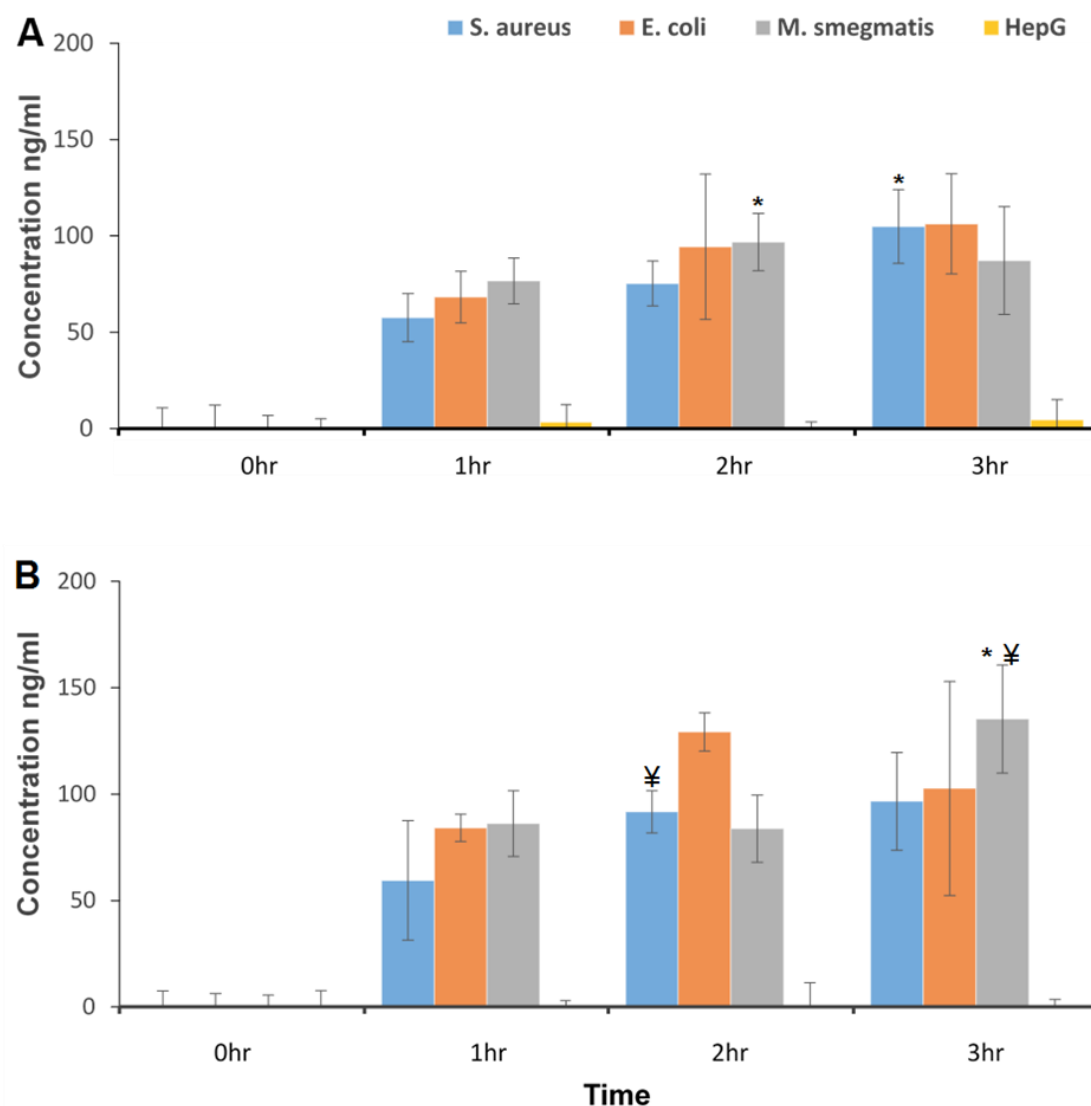 A
S. aureus E. coli M. smegmatis HepG
Concentration ng/ml
200
150
100
50
0
* *
0hr 1hr 2hr 3hr
B
Concentration ng/ml
200
150
100
50
0
¥ * ¥
0hr 1hr 2hr 3hr
Time